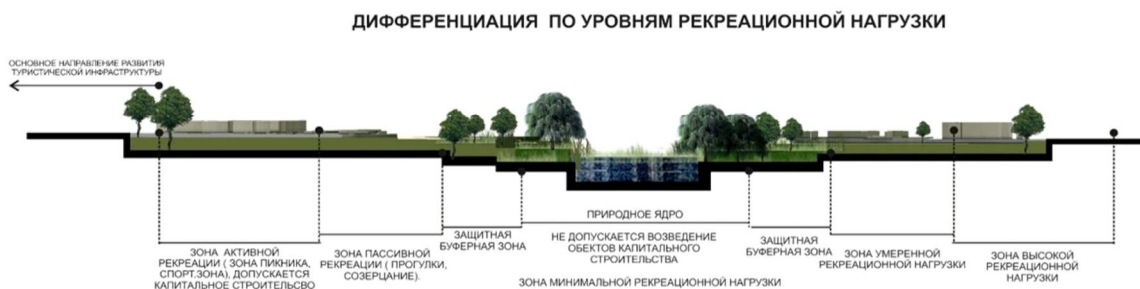 ДИФФЕРЕНЦИАЦИЯ ПО УРОВНЯМ РЕКРЕАЦИОННОЙ НАГРУЗКИ
ОСНОВНОЕ НАПРАВЛЕНИЕ РАЗВИТИЯ
ТУРИСТИЧЕСКОЙ ИНФРАСТРУКТУРЫ
ЗОНА АКТИВНОЙ
РЕКРЕАЦИИ ( ЗОНА ПИКНИКА,
СПОРТ.ЗОНА), ДОПУСКАЕТСЯ
КАПИТАЛЬНОЕ СТРОИТЕЛЬСВО
ЗОНА ПАССИВНОЙ
РЕКРЕАЦИИ ( ПРОГУЛКИ,
СОЗЕРЦАНИЕ).
ЗАЩИТНАЯ
БУФЕРНАЯ ЗОНА
ПРИРОДНОЕ ЯДРО
НЕ ДОПУСКАЕТСЯ ВОЗВЕДЕНИЕ
ОБЕКТОВ КАПИТАЛЬНОГО
СТРОИТЕЛЬСТВА
ЗОНА МИНИМАЛЬНОЙ РЕКРЕАЦИОННОЙ НАГРУЗКИ
ЗАЩИТНАЯ
БУФЕРНАЯ ЗОНА
ЗОНА УМЕРЕННОЙ
РЕКРЕАЦИОННОЙ НАГРУЗКИ
ЗОНА ВЫСОКОЙ
РЕКРЕАЦИОННОЙ
НАГРУЗКИ